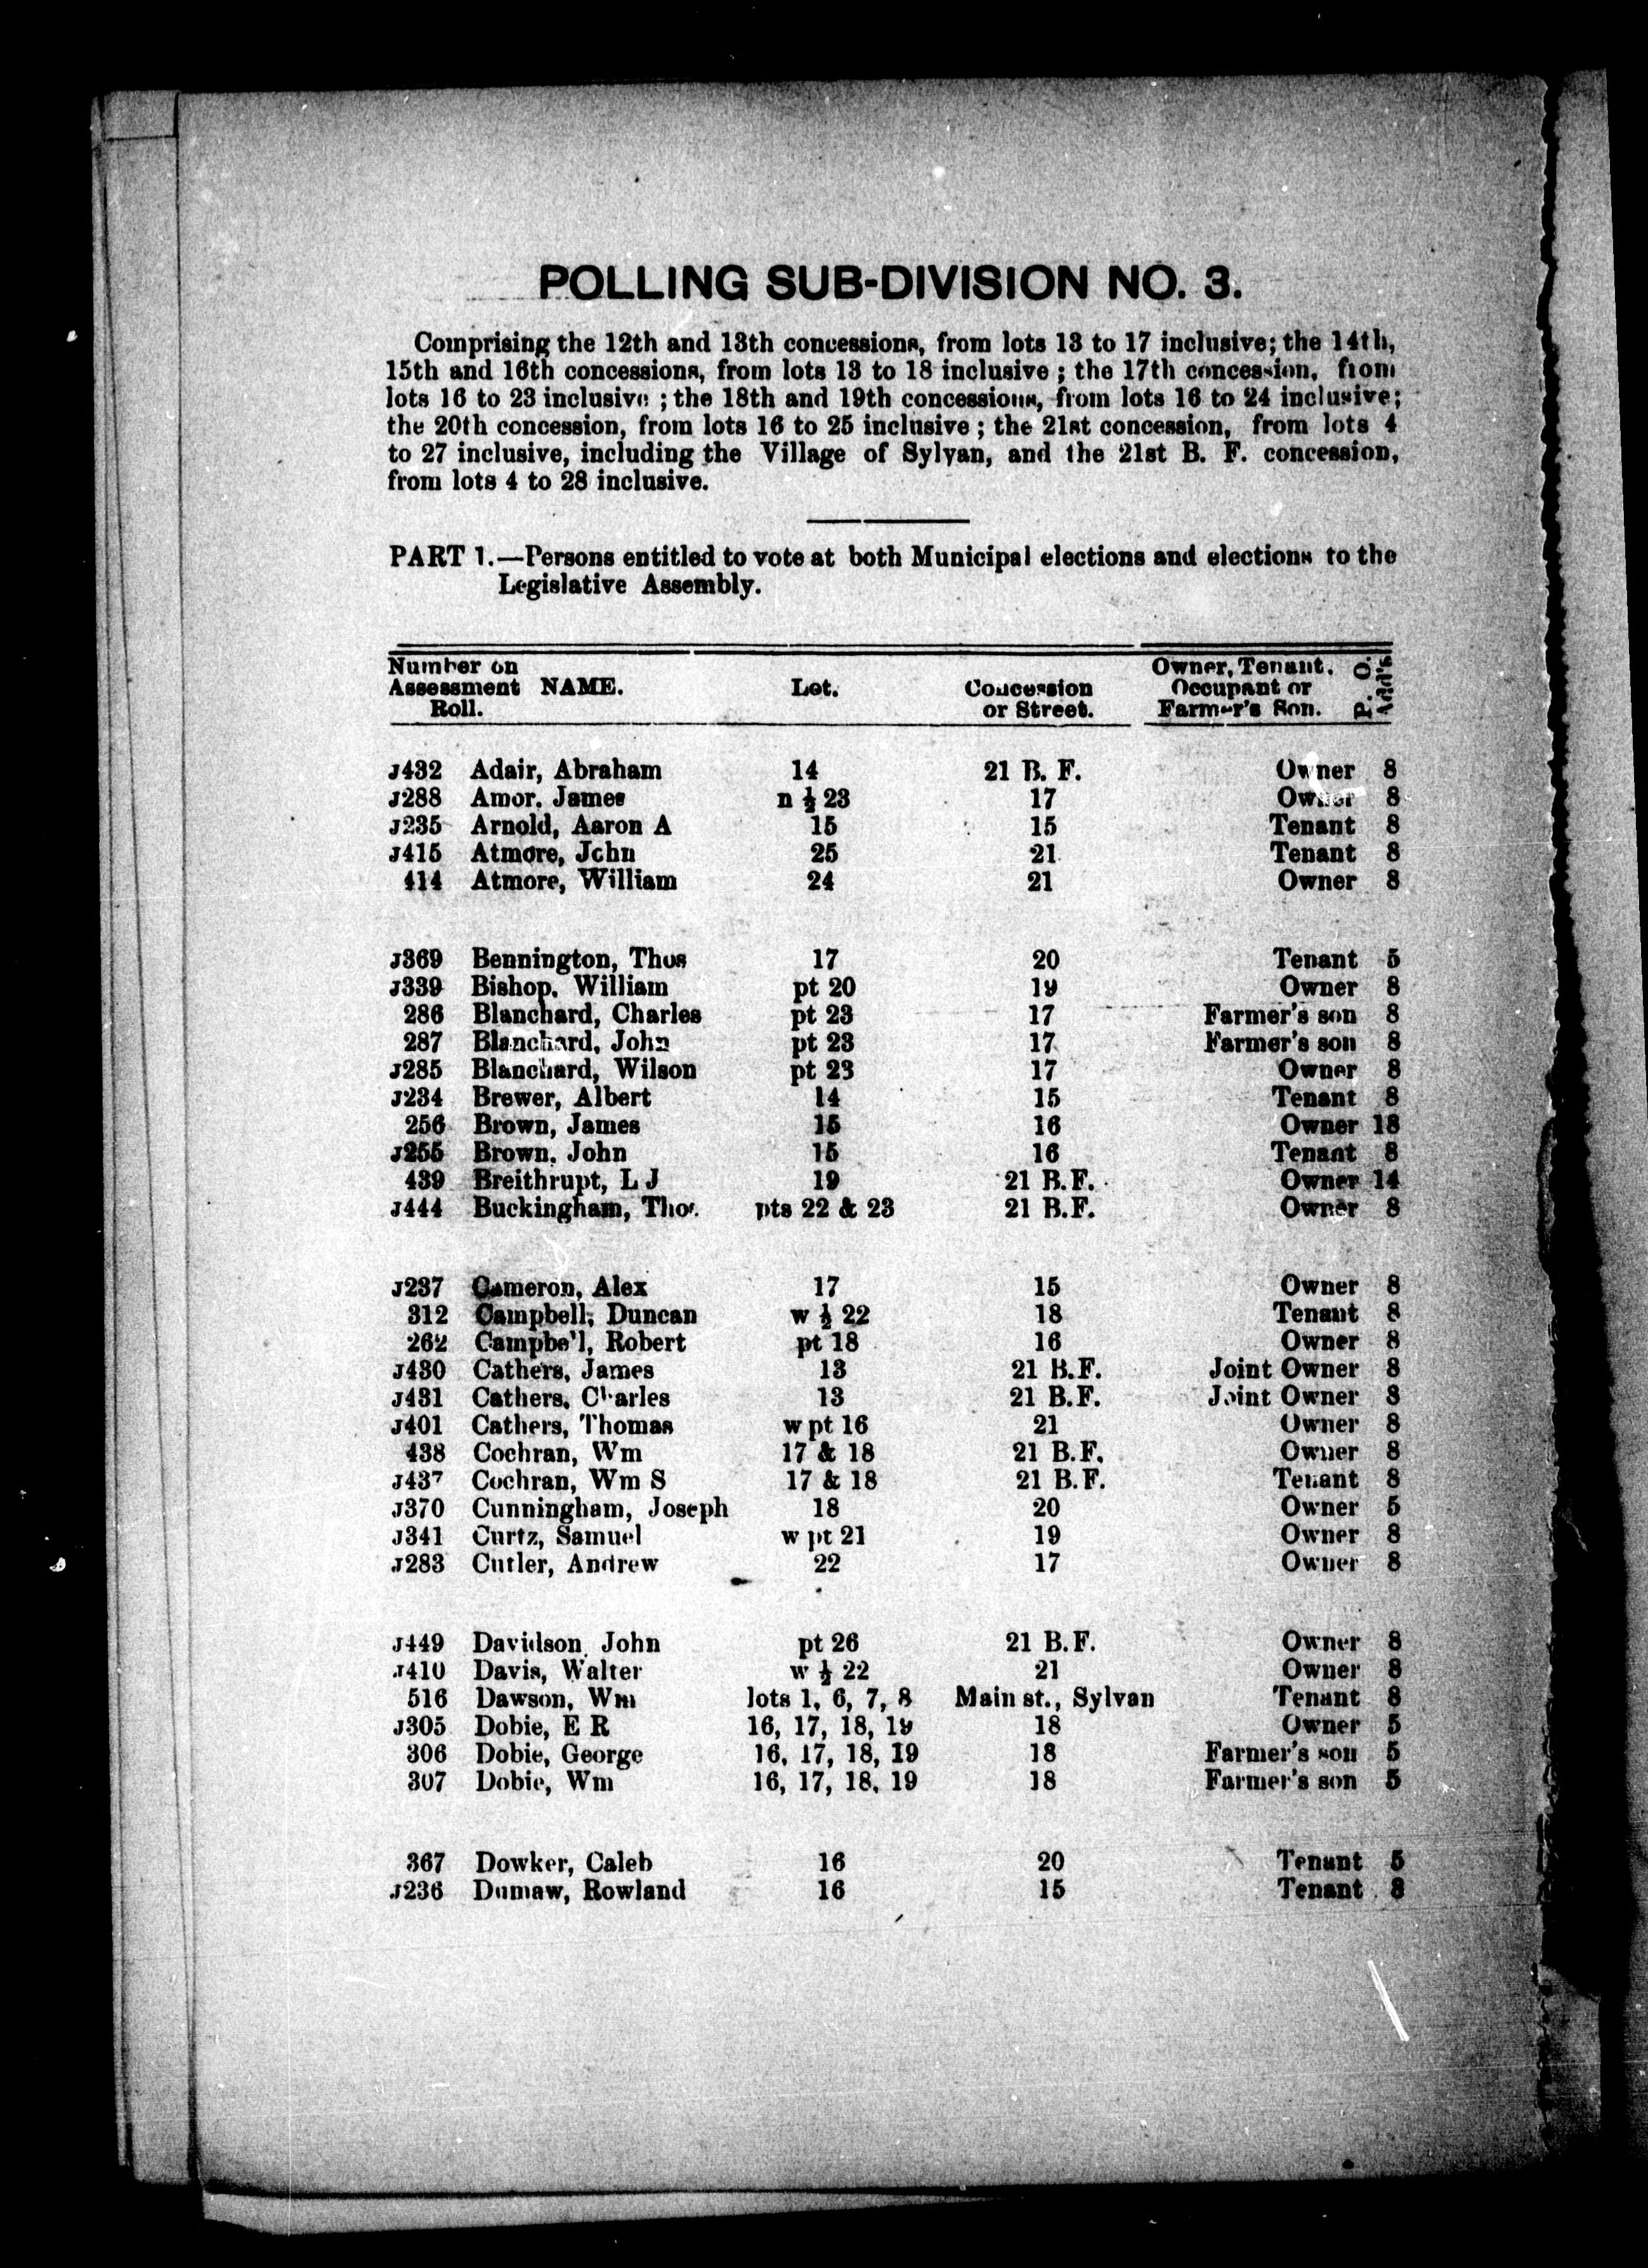 POLLING SUB-DIVISION NO. 3.
Comprising the 12th and 13th concessions, from lots 13 to 17 inclusive; the 14th,
15th and 16th concessions, from lots 13 to 18 inclusive ; the 17th concession, from
lots 16 to 23 inclusive ; the 18th and 19th concessions, from lots 16 to 24 inclusive;
the 20th concession, from lots 16 to 25 inclusive ; the 21st concession, from lots 4
to 27 inclusive, including the Village of Sylvan, and the 21st B. F. concession,
from lots 4 to 28 inclusive.
PART 1.—Persons entitled to vote at both Municipal elections and elections to the
Legislative Assembly.
Number on Assessment Roll. NAME. Lot. Concession or Street. Owner, Tenant, Occupant or Farmer's Son. P. O. Add's
J432 Adair, Abraham 14 21 B. F. Owner 8
J288 Amor, James n ½ 23 17 Owner 8
J235 Arnold, Aaron A 15 15 Tenant 8
J415 Atmore, John 25 21 Tenant 8
414 Atmore, William 24 21 Owner 8
J369 Bennington, Thos 17 20 Tenant 5
J339 Bishop, William pt 20 19 Owner 8
286 Blanchard, Charles pt 23 17 Farmer's son 8
287 Blanchard, John pt 23 17 Farmer's son 8
J285 Blanchard, Wilson pt 23 17 Owner 8
J234 Brewer, Albert 14 15 Tenant 8
256 Brown, James 15 16 Owner 18
J255 Brown, John 15 16 Tenant 8
439 Breithrupt, L J 19 21 B.F. Owner 14
J444 Buckingham, Thos. pts 22 & 23 21 B.F. Owner 8
J237 Cameron, Alex 17 15 Owner 8
312 Campbell, Duncan w ½ 22 18 Tenant 8
262 Campbell, Robert pt 18 16 Owner 8
J430 Cathers, James 13 21 B.F. Joint Owner 8
J431 Cathers, Charles 13 21 B.F. Joint Owner 8
J401 Cathers, Thomas w pt 16 21 Owner 8
438 Cochran, Wm 17 & 18 21 B.F. Owner 8
J437 Cochran, Wm S 17 & 18 21 B.F. Tenant 8
J370 Cunningham, Joseph 18 20 Owner 5
J341 Curtz, Samuel w pt 21 19 Owner 8
J283 Cutler, Andrew 22 17 Owner 8
J449 Davidson, John pt 26 21 B.F. Owner 8
J410 Davis, Walter w ½ 22 21 Owner 8
516 Dawson, Wm lots 1, 6, 7, 8 Main st., Sylvan Tenant 8
J305 Dobie, E R 16, 17, 18, 19 18 Owner 5
306 Dobie, George 16, 17, 18, 19 18 Farmer's son 5
307 Dobie, Wm 16, 17, 18, 19 18 Farmer's son 5
367 Dowker, Caleb 16 20 Tenant 5
J236 Dumaw, Rowland 16 15 Tenant 8